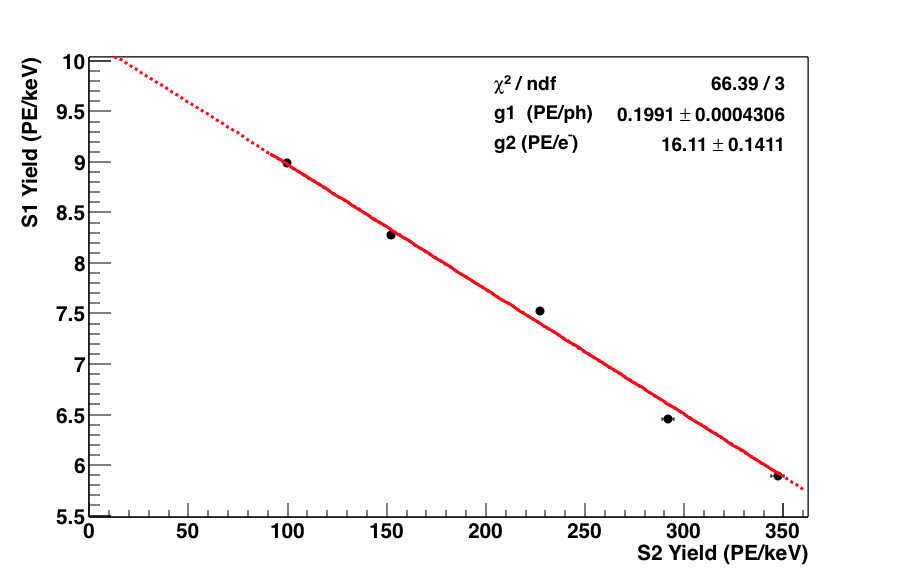 S1 Yield (PE/keV)
10
9.5
9
8.5
8
7.5
7
6.5
6
5.5
χ² / ndf 66.39 / 3
g1 (PE/ph) 0.1991 ± 0.0004306
g2 (PE/e⁻) 16.11 ± 0.1411
0 50 100 150 200 250 300 350
S2 Yield (PE/keV)